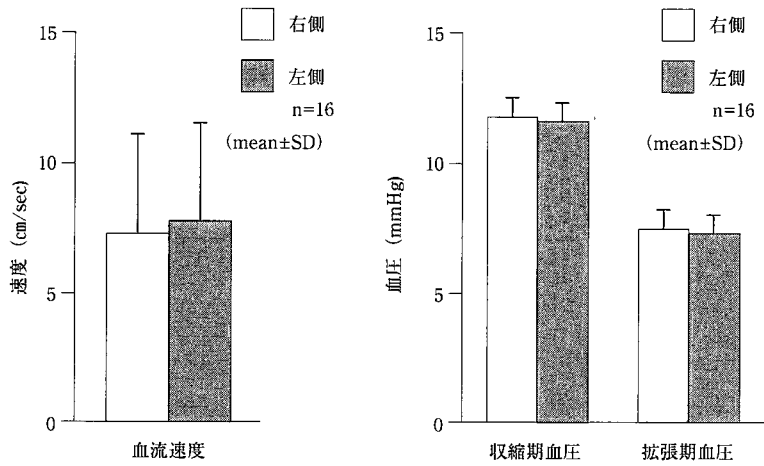 15
10
5
0
速度 (cm/sec)
右側
左側
n=16
(mean±SD)
血流速度
15
10
5
0
血圧 (mmHg)
右側
左側
n=16
(mean±SD)
収縮期血圧
拡張期血圧